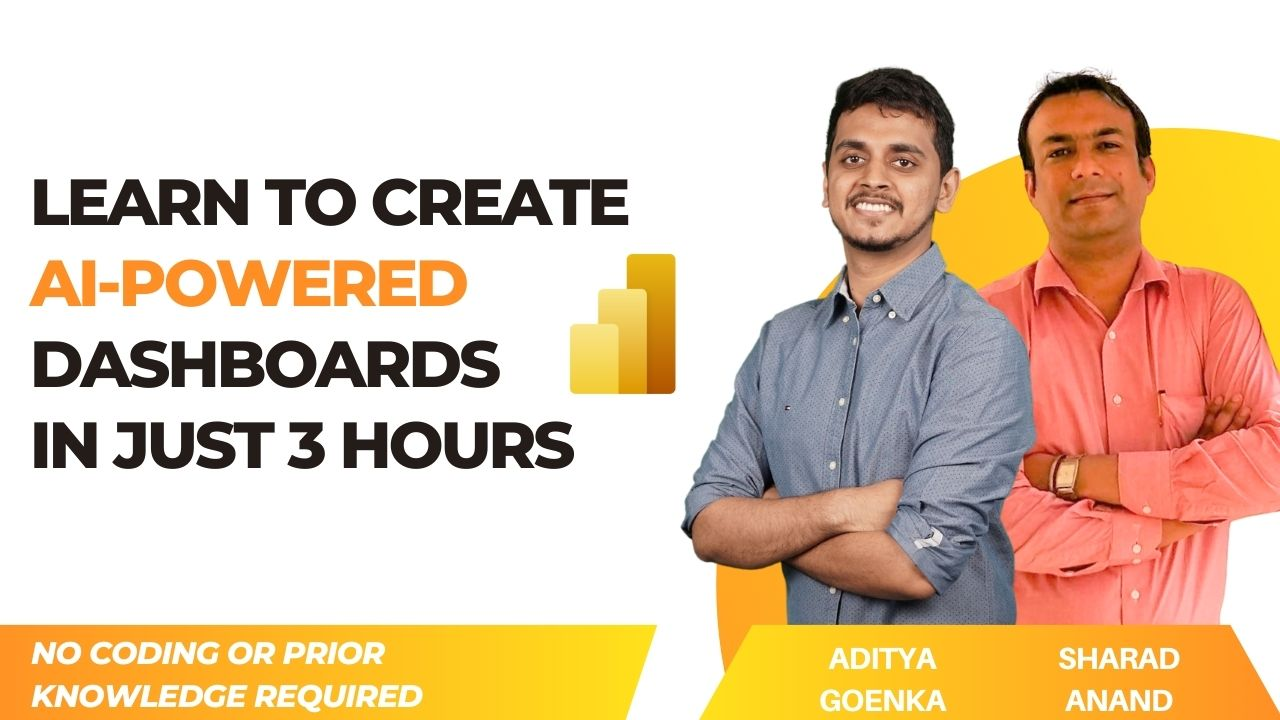 LEARN TO CREATE
AI-POWERED
DASHBOARDS
IN JUST 3 HOURS
NO CODING OR PRIOR
KNOWLEDGE REQUIRED
ADITYA
GOENKA
SHARAD
ANAND